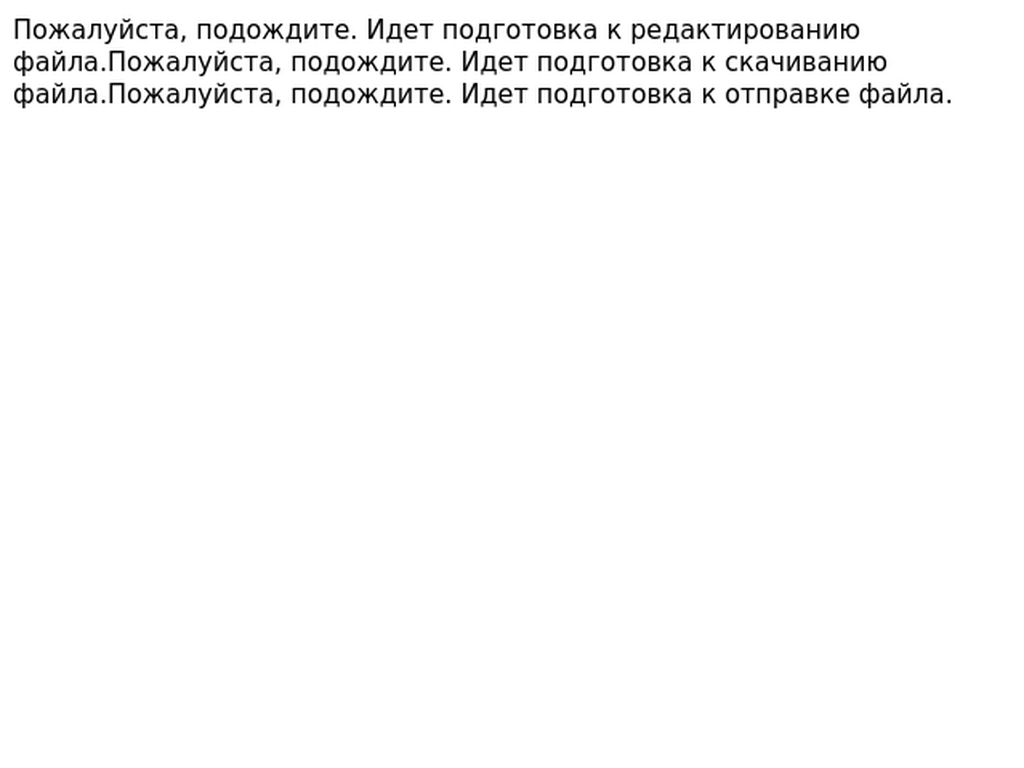 Пожалуйста, подождите. Идет подготовка к редактированию
файла.Пожалуйста, подождите. Идет подготовка к скачиванию
файла.Пожалуйста, подождите. Идет подготовка к отправке файла.